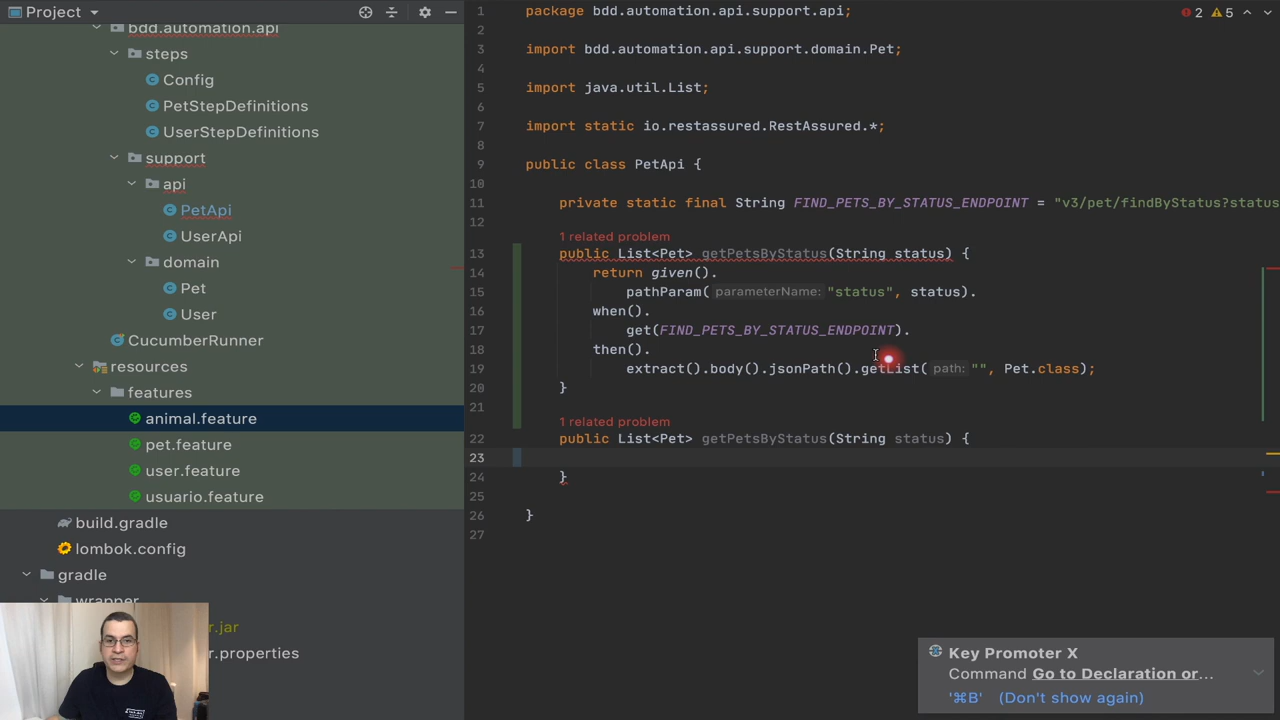 Project
bdd.automation.api
steps
Config
PetStepDefinitions
UserStepDefinitions
support
api
PetApi
UserApi
domain
Pet
User
CucumberRunner
resources
features
animal.feature
pet.feature
user.feature
usuario.feature
build.gradle
lombok.config
gradle
wrapper
r.jar
r.properties
2 5
1 package bdd.automation.api.support.api;
2
3 import bdd.automation.api.support.domain.Pet;
4
5 import java.util.List;
6
7 import static io.restassured.RestAssured.*;
8
9 public class PetApi {
10
11 private static final String FIND_PETS_BY_STATUS_ENDPOINT = "v3/pet/findByStatus?status
12
1 related problem
13 public List<Pet> getPetsByStatus(String status) {
14 return given().
15 pathParam( parameterName: "status", status).
16 when().
17 get(FIND_PETS_BY_STATUS_ENDPOINT).
18 then().
19 extract().body().jsonPath().getList( path: "", Pet.class);
20 }
21
1 related problem
22 public List<Pet> getPetsByStatus(String status) {
23
24 }
25
26 }
27
Key Promoter X
Command Go to Declaration or...
'⌘B' (Don't show again)